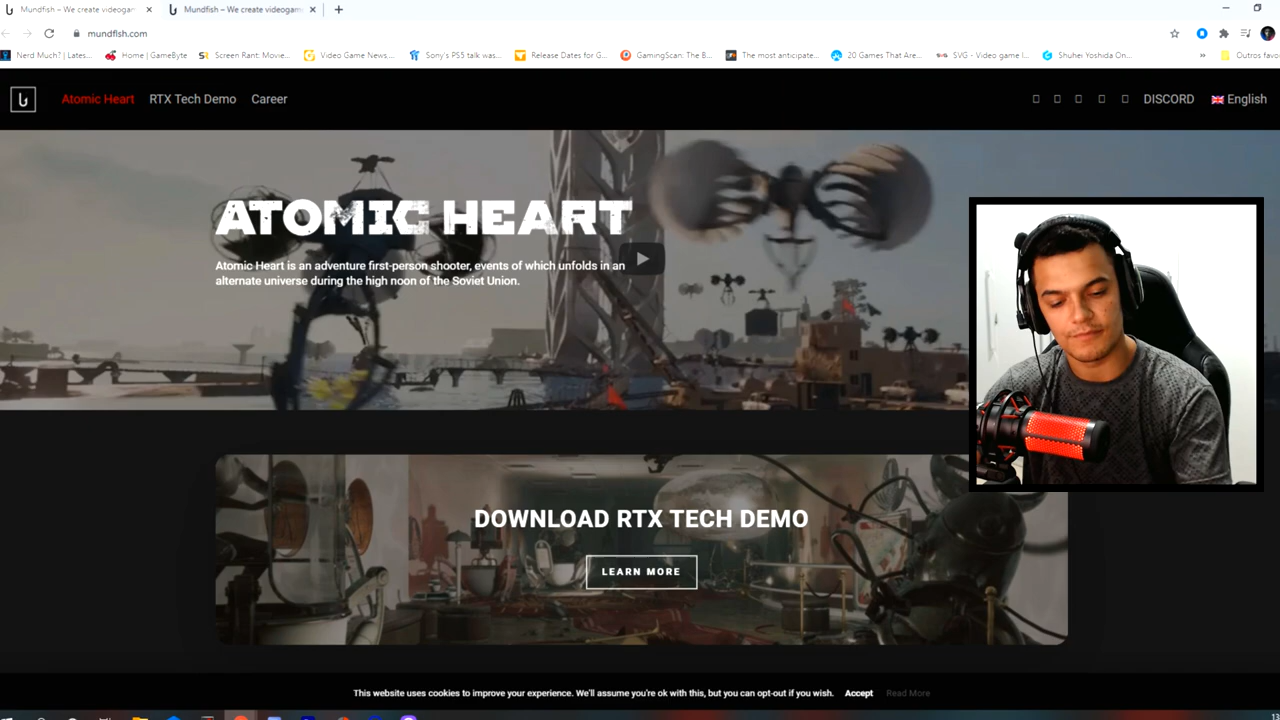 Mundfish – We create videogam
Mundfish – We create videogam
mundfish.com
Nerd Much? | Lates...
Home | GameByte
Screen Rant: Movie...
Video Game News,...
Sony's PS5 talk was...
Release Dates for G...
GamingScan: The B...
The most anticipate...
20 Games That Are...
SVG - Video game l...
Shuhei Yoshida On...
Outros favo
Atomic Heart
RTX Tech Demo
Career
DISCORD
English
ATOMIC HEART
Atomic Heart is an adventure first-person shooter, events of which unfolds in an
alternate universe during the high noon of the Soviet Union.
DOWNLOAD RTX TECH DEMO
LEARN MORE
This website uses cookies to improve your experience. We'll assume you're ok with this, but you can opt-out if you wish. Accept Read More